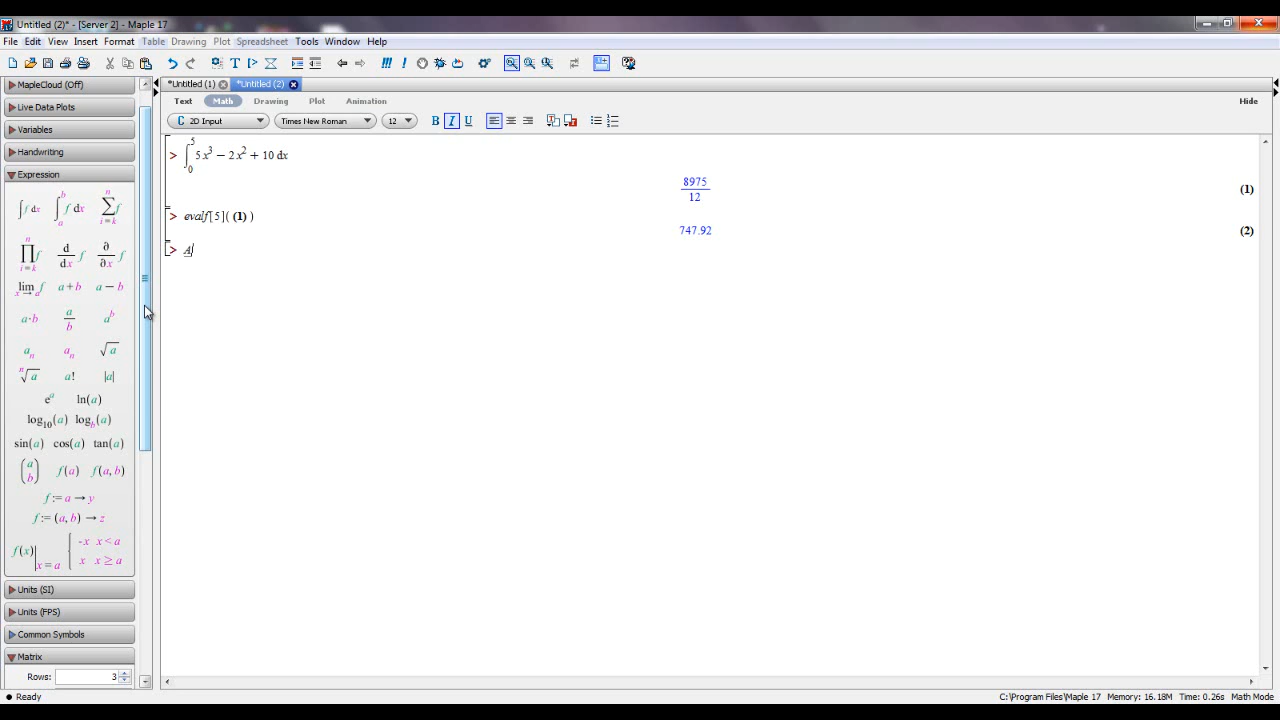 Untitled (2)* - [Server 2] - Maple 17
File Edit View Insert Format Table Drawing Plot Spreadsheet Tools Window Help
*Untitled (1) *Untitled (2)
Text Math Drawing Plot Animation Hide
C 2D Input Times New Roman 12 B I U
MapleCloud (Off)
Live Data Plots
Variables
Handwriting
Expression
∫f dx ∫_a^b f dx ∑_{i=k}^n f
∏_{i=k}^n f d/dx f ∂/∂x f
lim_{x→a} f a+b a−b
a·b a/b a^b
a_n a_n √a
ⁿ√a a! |a|
e^a ln(a)
log₁₀(a) log_b(a)
sin(a) cos(a) tan(a)
(a b) f(a) f(a, b)
f := a → y
f := (a, b) → z
f(x)|x = a { -x x < a
x x ≥ a
Units (SI)
Units (FPS)
Common Symbols
Matrix
Rows: 3
> ∫_0^5 5 x³ − 2 x² + 10 dx
8975/12 (1)
> evalf[5]( (1) )
747.92 (2)
> A
Ready C:\Program Files\Maple 17 Memory: 16.18M Time: 0.26s Math Mode